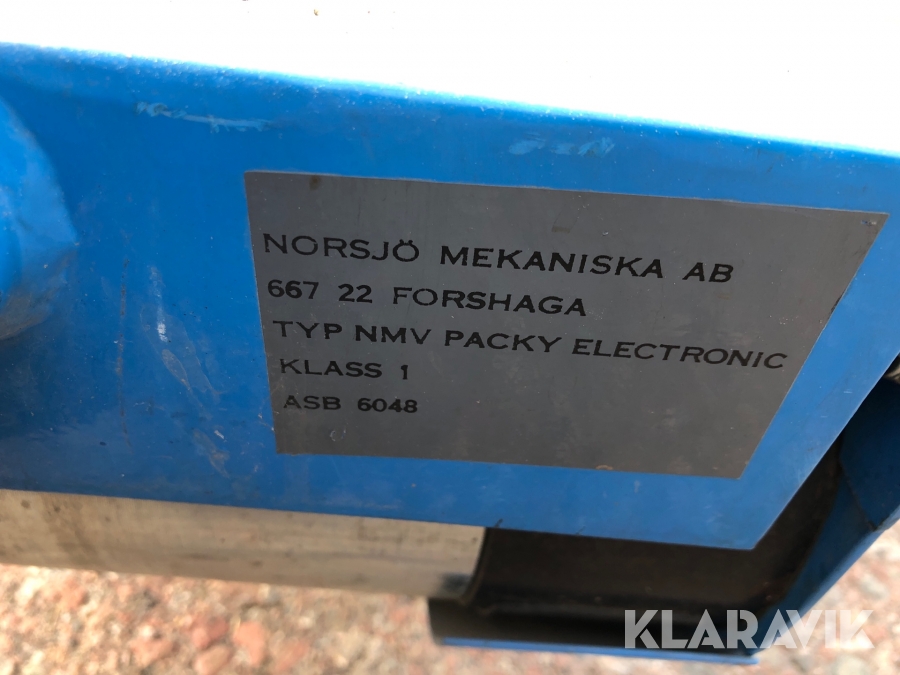 NORSJÖ MEKANISKA AB
667 22 FORSHAGA
TYP NMV PACKY ELECTRONIC
KLASS 1
ASB 6048
KLARAVIK